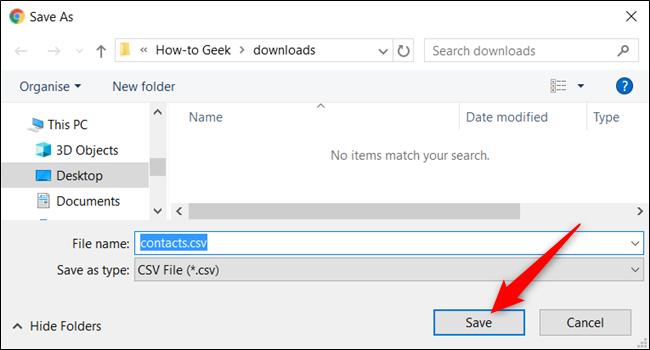 Save As
« How-to Geek > downloads
Search downloads
Organise New folder
?
This PC
3D Objects
Desktop
Documents
Name Date modified Type
No items match your search.
File name: contacts.csv
Save as type: CSV File (*.csv)
Hide Folders Save Cancel